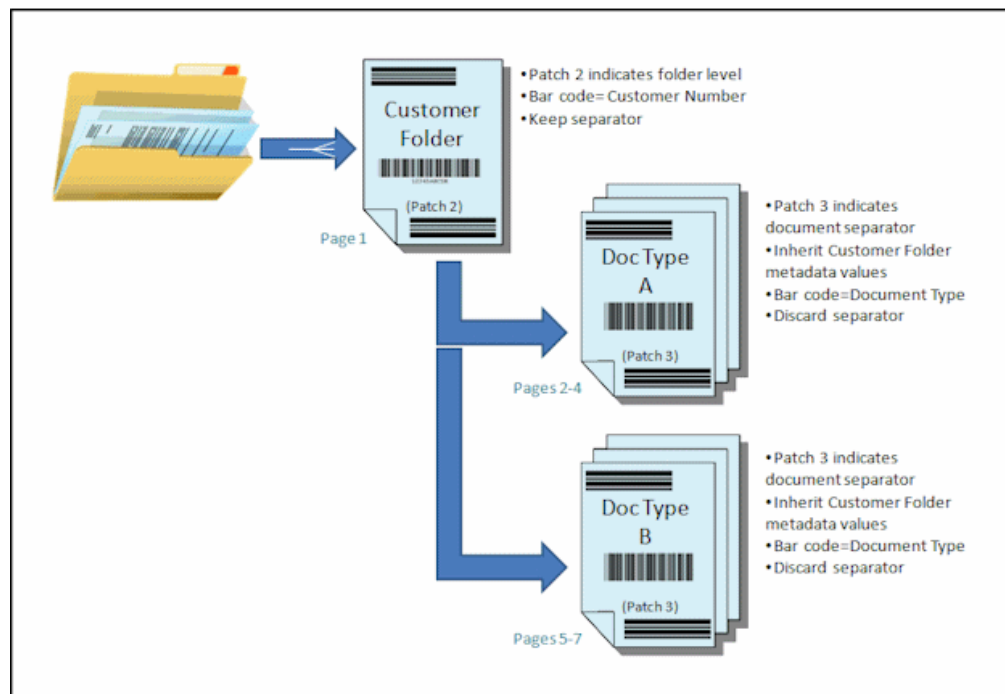 •Patch 2 indicates folder level
•Bar code= Customer Number
•Keep separator
Customer
Folder
(Patch 2)
Page 1
•Patch 3 indicates
document separator
•Inherit Customer Folder
metadata values
•Bar code=Document Type
•Discard separator
Doc Type
A
(Patch 3)
Pages 2-4
•Patch 3 indicates
document separator
•Inherit Customer Folder
metadata values
•Bar code=Document Type
•Discard separator
Doc Type
B
(Patch 3)
Pages 5-7